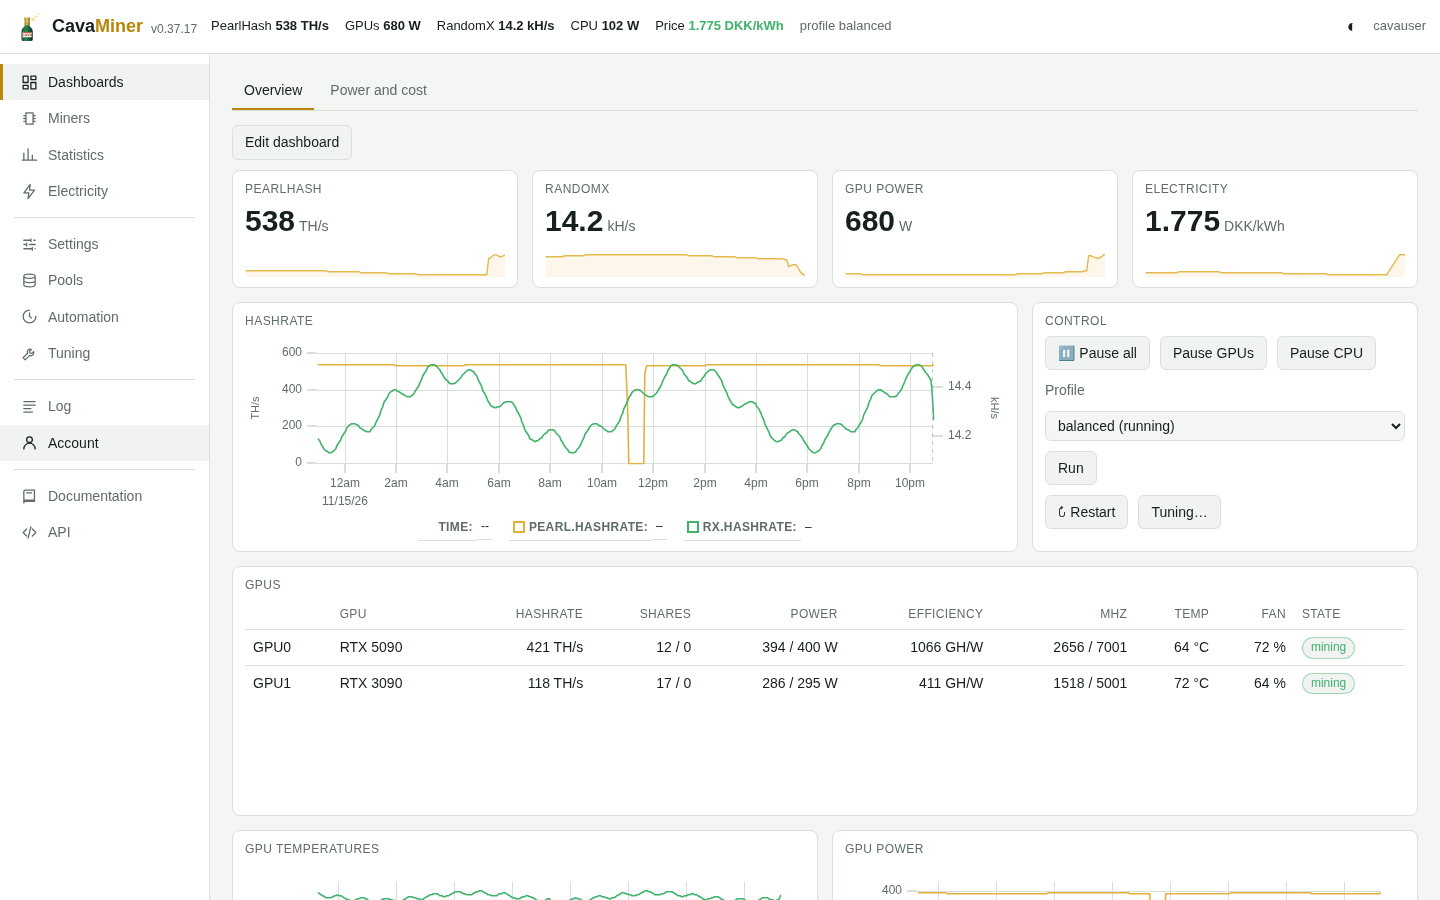 CavaMiner v0.37.17 PearlHash 538 TH/s GPUs 680 W RandomX 14.2 kH/s CPU 102 W Price 1.775 DKK/kWh profile balanced cavauser
Dashboards
Miners
Statistics
Electricity
Settings
Pools
Automation
Tuning
Log
Account
Documentation
API
Overview Power and cost
Edit dashboard
PEARLHASH
538 TH/s
RANDOMX
14.2 kH/s
GPU POWER
680 W
ELECTRICITY
1.775 DKK/kWh
HASHRATE
600
400
200
0
TH/s
14.4
14.2
kH/s
12am 2am 4am 6am 8am 10am 12pm 2pm 4pm 6pm 8pm 10pm
11/15/26
TIME: -- PEARL.HASHRATE: – RX.HASHRATE: –
CONTROL
Pause all Pause GPUs Pause CPU
Profile
balanced (running)
Run
Restart Tuning…
GPUS
GPU HASHRATE SHARES POWER EFFICIENCY MHZ TEMP FAN STATE
GPU0 RTX 5090 421 TH/s 12 / 0 394 / 400 W 1066 GH/W 2656 / 7001 64 °C 72 % mining
GPU1 RTX 3090 118 TH/s 17 / 0 286 / 295 W 411 GH/W 1518 / 5001 72 °C 64 % mining
GPU TEMPERATURES
GPU POWER
400